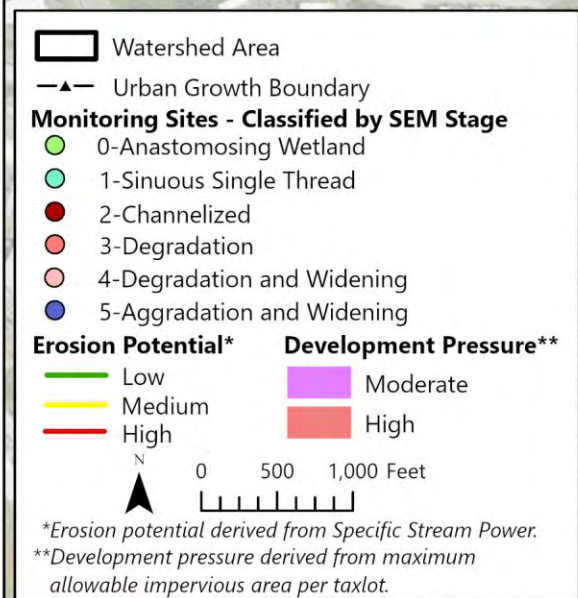 Watershed Area
Urban Growth Boundary
Monitoring Sites - Classified by SEM Stage
0-Anastomosing Wetland
1-Sinuous Single Thread
2-Channelized
3-Degradation
4-Degradation and Widening
5-Aggradation and Widening
Erosion Potential* Development Pressure**
Low
Medium
High
Moderate
High
N
0 500 1,000 Feet
*Erosion potential derived from Specific Stream Power.
**Development pressure derived from maximum
allowable impervious area per taxlot.